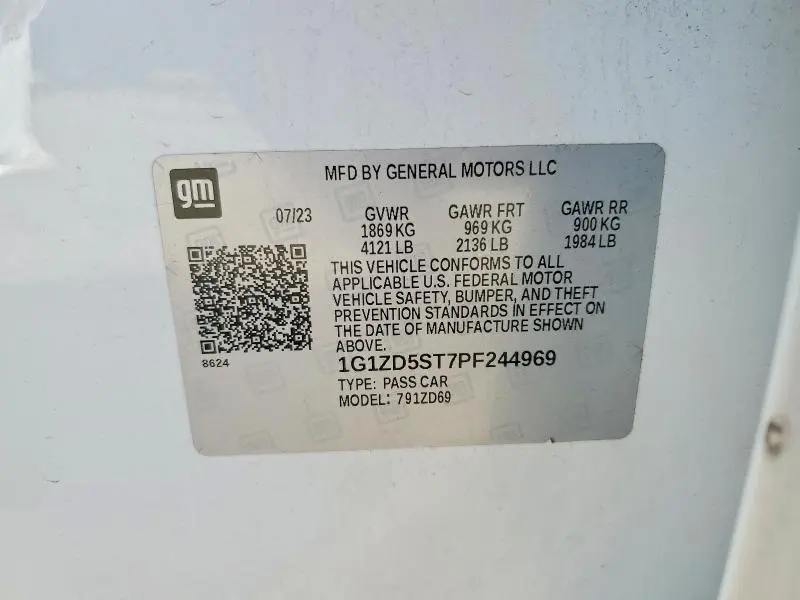 MFD BY GENERAL MOTORS LLC
gm
07/23 GVWR GAWR FRT GAWR RR
1869 KG 969 KG 900 KG
4121 LB 2136 LB 1984 LB
THIS VEHICLE CONFORMS TO ALL
APPLICABLE U.S. FEDERAL MOTOR
VEHICLE SAFETY, BUMPER, AND THEFT
PREVENTION STANDARDS IN EFFECT ON
THE DATE OF MANUFACTURE SHOWN
ABOVE.
8624
1G1ZD5ST7PF244969
TYPE: PASS CAR
MODEL: 791ZD69